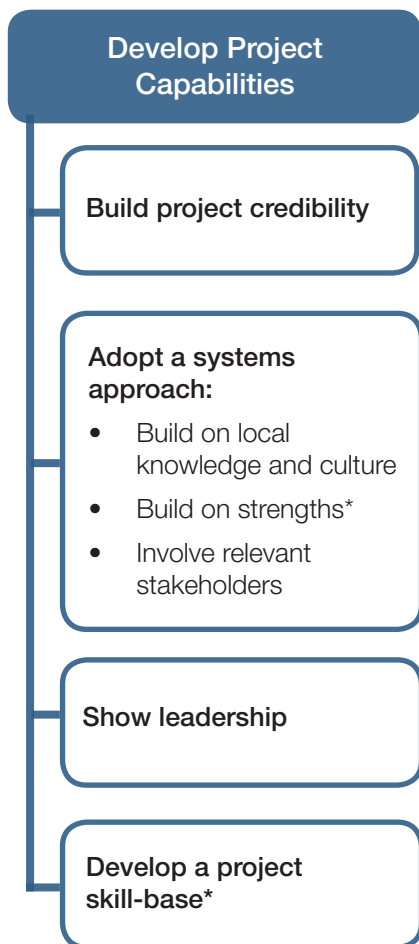 Develop Project
Capabilities
Build project credibility
Adopt a systems
approach:
• Build on local
knowledge and culture
• Build on strengths*
• Involve relevant
stakeholders
Show leadership
Develop a project
skill-base*